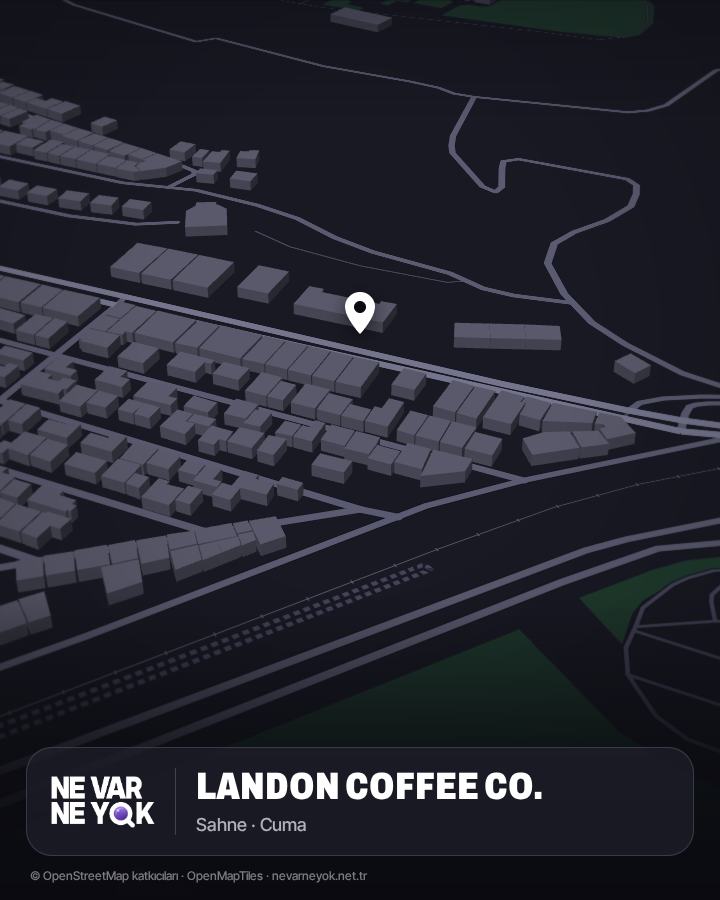 NE VAR
NE YOK
LANDON COFFEE CO.
Sahne · Cuma
© OpenStreetMap katkıcıları · OpenMapTiles · nevarneyok.net.tr